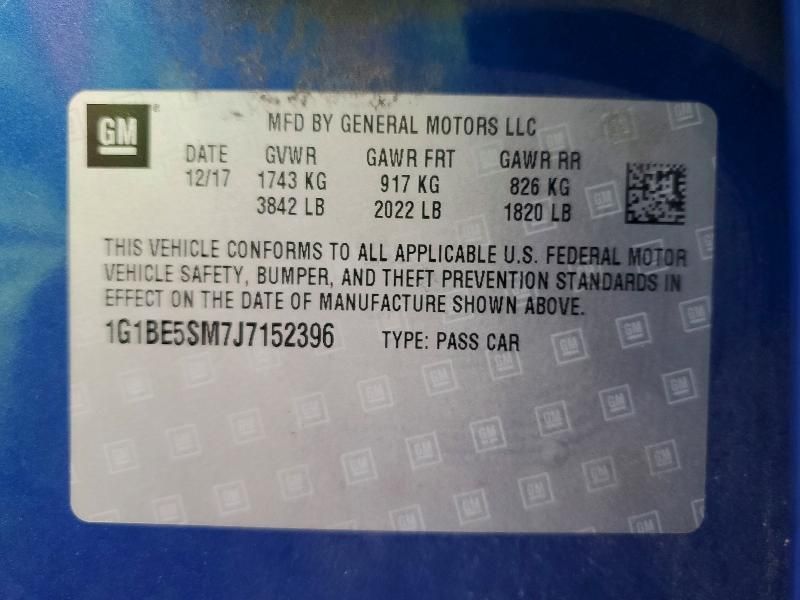 GM
MFD BY GENERAL MOTORS LLC
DATE GVWR GAWR FRT GAWR RR
12/17 1743 KG 917 KG 826 KG
3842 LB 2022 LB 1820 LB
THIS VEHICLE CONFORMS TO ALL APPLICABLE U.S. FEDERAL MOTOR
VEHICLE SAFETY, BUMPER, AND THEFT PREVENTION STANDARDS IN
EFFECT ON THE DATE OF MANUFACTURE SHOWN ABOVE.
1G1BE5SM7J7152396 TYPE: PASS CAR